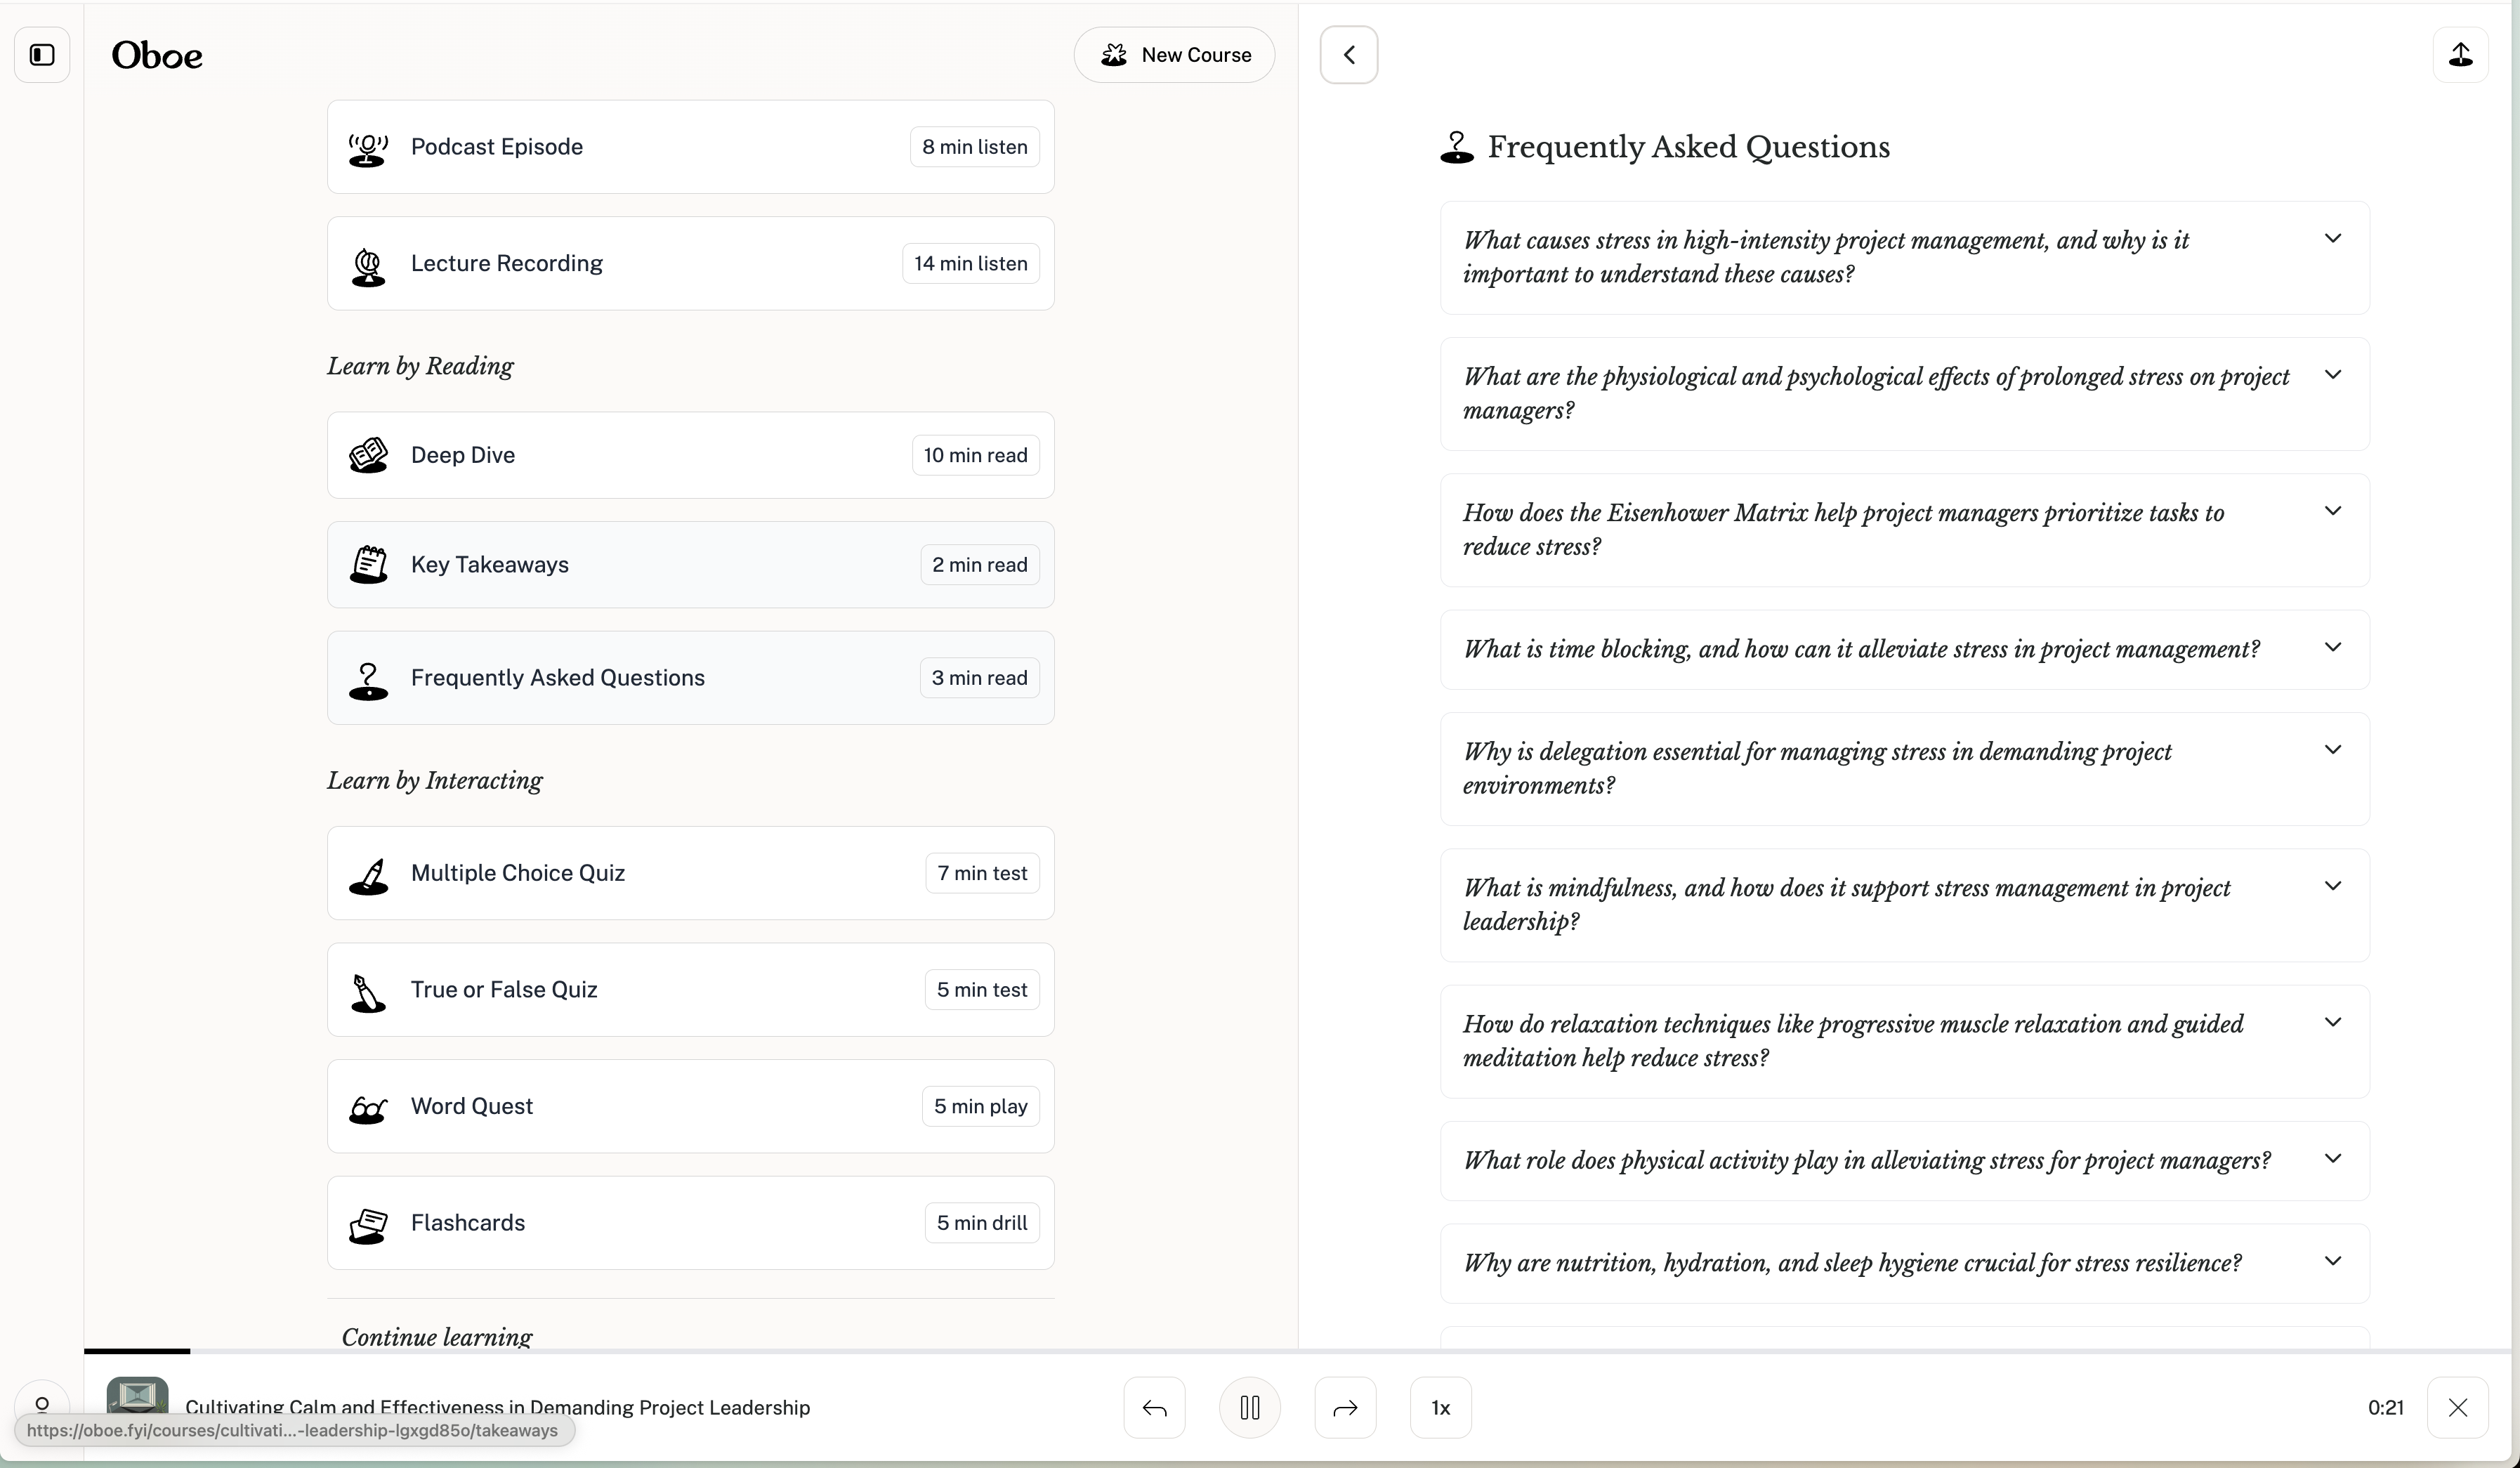 Oboe
New Course
Podcast Episode
8 min listen
Lecture Recording
14 min listen
Learn by Reading
Deep Dive
10 min read
Key Takeaways
2 min read
Frequently Asked Questions
3 min read
Learn by Interacting
Multiple Choice Quiz
7 min test
True or False Quiz
5 min test
Word Quest
5 min play
Flashcards
5 min drill
Continue learning
Frequently Asked Questions
What causes stress in high-intensity project management, and why is it
important to understand these causes?
What are the physiological and psychological effects of prolonged stress on project
managers?
How does the Eisenhower Matrix help project managers prioritize tasks to
reduce stress?
What is time blocking, and how can it alleviate stress in project management?
Why is delegation essential for managing stress in demanding project
environments?
What is mindfulness, and how does it support stress management in project
leadership?
How do relaxation techniques like progressive muscle relaxation and guided
meditation help reduce stress?
What role does physical activity play in alleviating stress for project managers?
Why are nutrition, hydration, and sleep hygiene crucial for stress resilience?
Cultivating Calm and Effectiveness in Demanding Project Leadership
1x
0:21
https://oboe.fyi/courses/cultivati...-leadership-lgxgd85o/takeaways